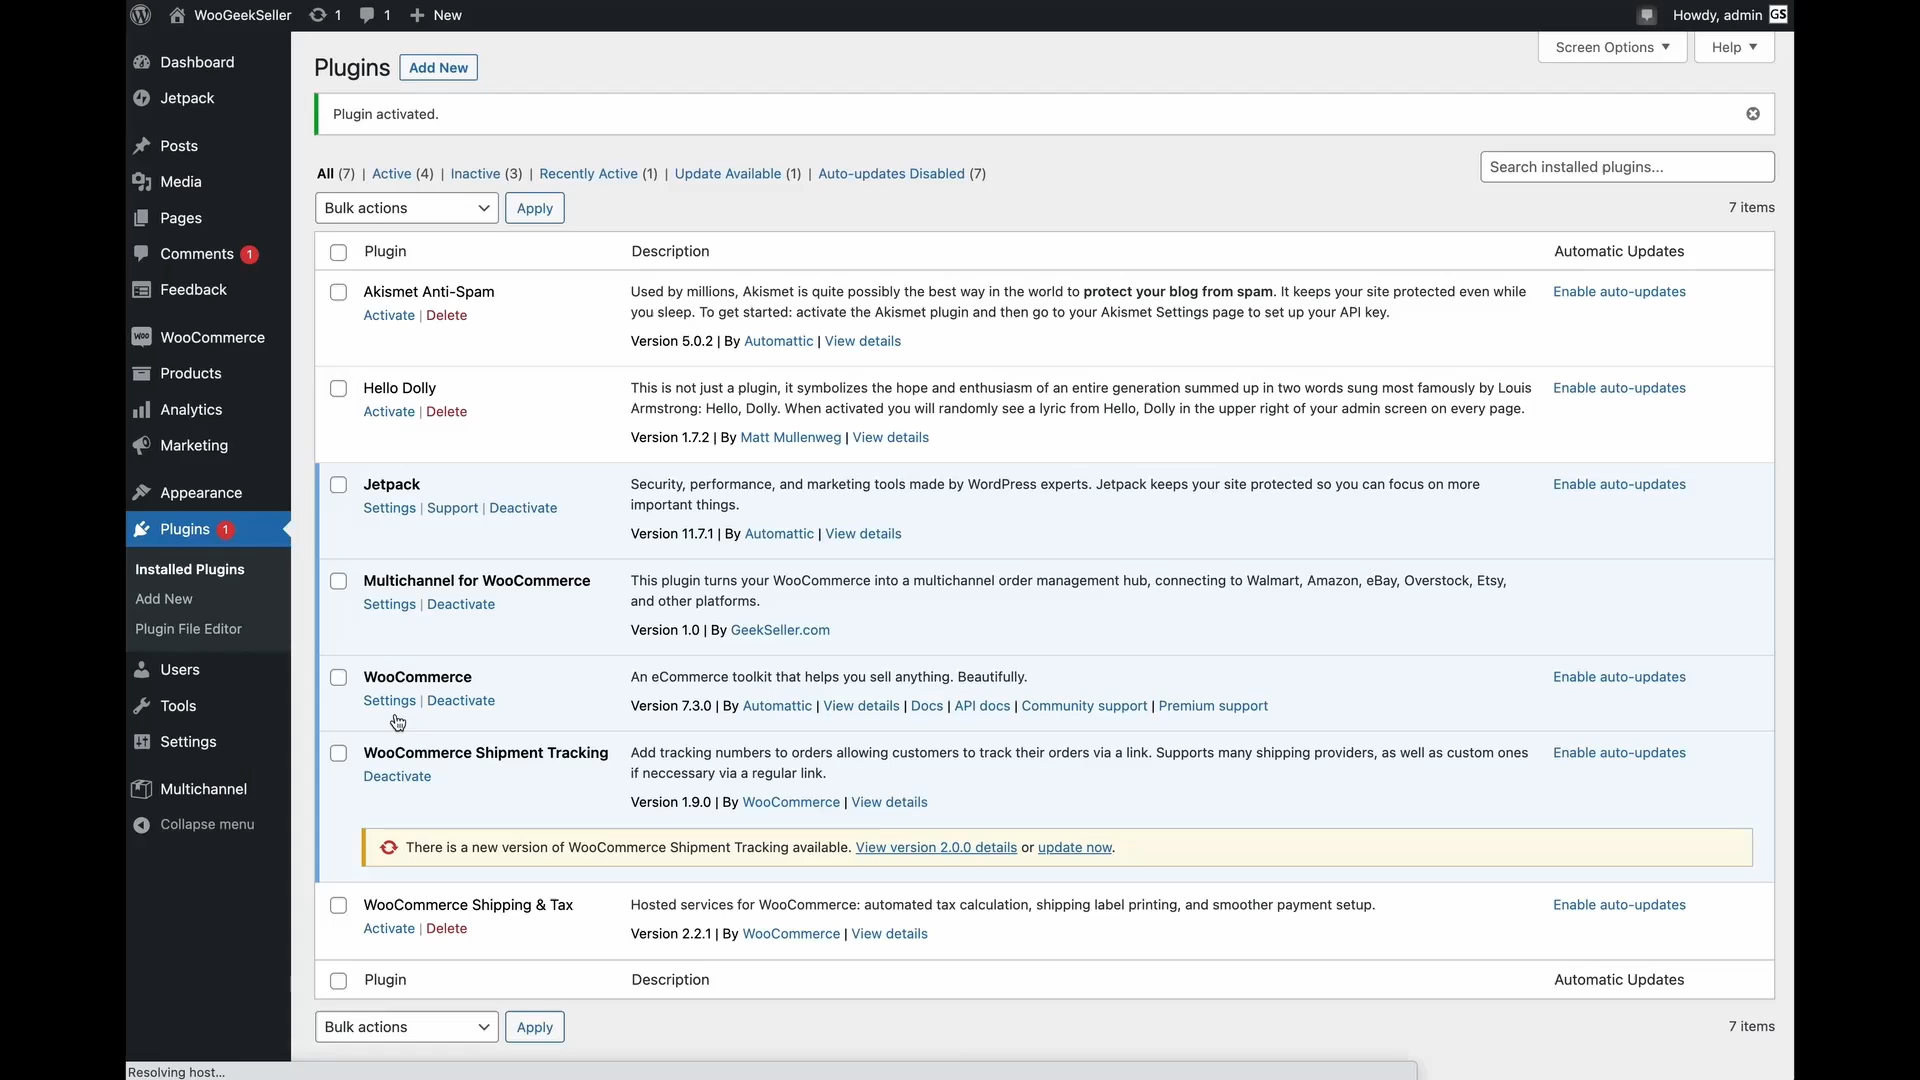 WooGeekSeller 1 1 New Howdy, admin GS
Screen Options Help
Dashboard
Jetpack
Posts
Media
Pages
Comments 1
Feedback
WOO WooCommerce
Products
Analytics
Marketing
Appearance
Plugins 1
Installed Plugins
Add New
Plugin File Editor
Users
Tools
Settings
Multichannel
Collapse menu
Plugins Add New
Plugin activated.
All (7) | Active (4) | Inactive (3) | Recently Active (1) | Update Available (1) | Auto-updates Disabled (7)
Search installed plugins...
Bulk actions Apply 7 items
Plugin Description Automatic Updates
Akismet Anti-Spam
Activate | Delete
Used by millions, Akismet is quite possibly the best way in the world to protect your blog from spam. It keeps your site protected even while
you sleep. To get started: activate the Akismet plugin and then go to your Akismet Settings page to set up your API key.
Version 5.0.2 | By Automattic | View details
Enable auto-updates
Hello Dolly
Activate | Delete
This is not just a plugin, it symbolizes the hope and enthusiasm of an entire generation summed up in two words sung most famously by Louis
Armstrong: Hello, Dolly. When activated you will randomly see a lyric from Hello, Dolly in the upper right of your admin screen on every page.
Version 1.7.2 | By Matt Mullenweg | View details
Enable auto-updates
Jetpack
Settings | Support | Deactivate
Security, performance, and marketing tools made by WordPress experts. Jetpack keeps your site protected so you can focus on more
important things.
Version 11.7.1 | By Automattic | View details
Enable auto-updates
Multichannel for WooCommerce
Settings | Deactivate
This plugin turns your WooCommerce into a multichannel order management hub, connecting to Walmart, Amazon, eBay, Overstock, Etsy,
and other platforms.
Version 1.0 | By GeekSeller.com
WooCommerce
Settings | Deactivate
An eCommerce toolkit that helps you sell anything. Beautifully.
Version 7.3.0 | By Automattic | View details | Docs | API docs | Community support | Premium support
Enable auto-updates
WooCommerce Shipment Tracking
Deactivate
Add tracking numbers to orders allowing customers to track their orders via a link. Supports many shipping providers, as well as custom ones
if neccessary via a regular link.
Version 1.9.0 | By WooCommerce | View details
Enable auto-updates
There is a new version of WooCommerce Shipment Tracking available. View version 2.0.0 details or update now.
WooCommerce Shipping & Tax
Activate | Delete
Hosted services for WooCommerce: automated tax calculation, shipping label printing, and smoother payment setup.
Version 2.2.1 | By WooCommerce | View details
Enable auto-updates
Plugin Description Automatic Updates
Bulk actions Apply 7 items
Resolving host...